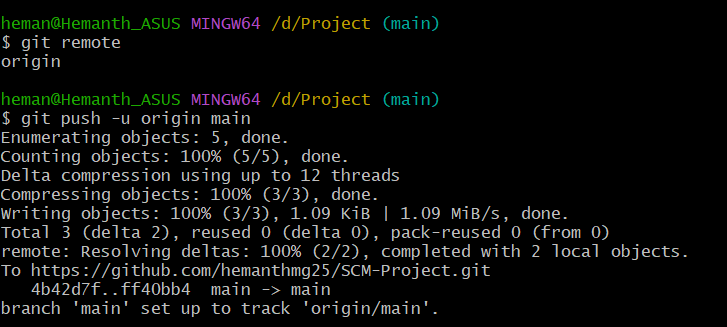 heman@Hemanth_ASUS MINGW64 /d/Project (main)
$ git remote
origin
heman@Hemanth_ASUS MINGW64 /d/Project (main)
$ git push -u origin main
Enumerating objects: 5, done.
Counting objects: 100% (5/5), done.
Delta compression using up to 12 threads
Compressing objects: 100% (3/3), done.
Writing objects: 100% (3/3), 1.09 KiB | 1.09 MiB/s, done.
Total 3 (delta 2), reused 0 (delta 0), pack-reused 0 (from 0)
remote: Resolving deltas: 100% (2/2), completed with 2 local objects.
To https://github.com/hemanthmg25/SCM-Project.git
   4b42d7f..ff40bb4  main -> main
branch 'main' set up to track 'origin/main'.